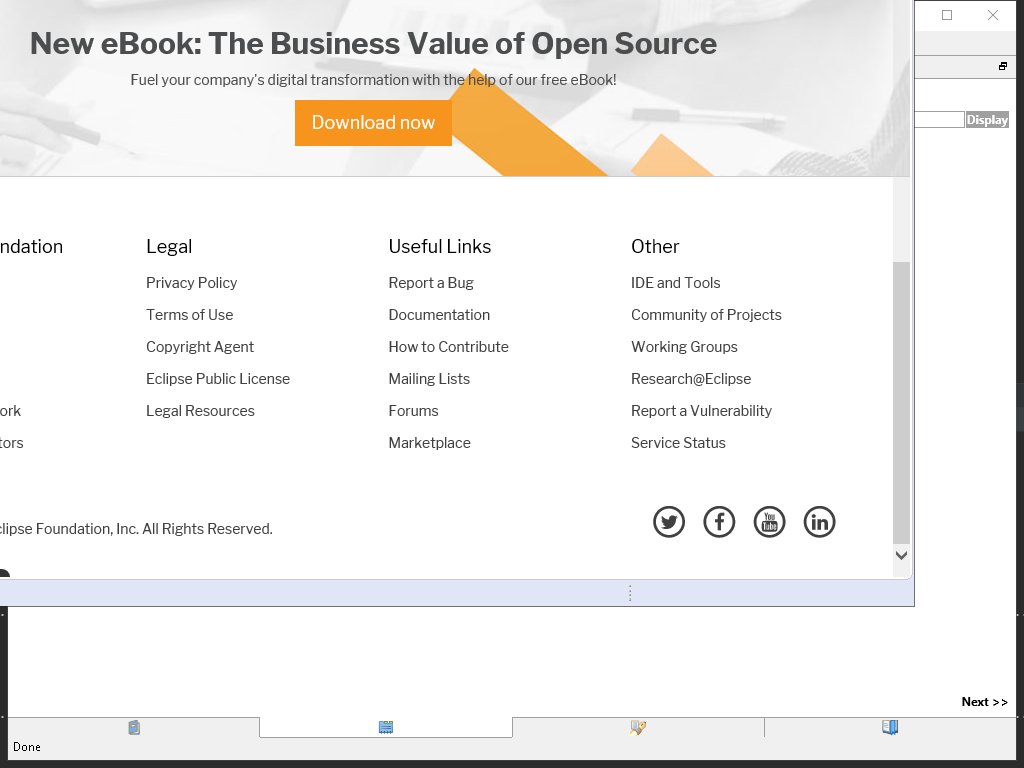 New eBook: The Business Value of Open Source
Fuel your company's digital transformation with the help of our free eBook!
Download now
Display
ndation
Legal
Privacy Policy
Terms of Use
Copyright Agent
Eclipse Public License
Legal Resources
Useful Links
Report a Bug
Documentation
How to Contribute
Mailing Lists
Forums
Marketplace
Other
IDE and Tools
Community of Projects
Working Groups
Research@Eclipse
Report a Vulnerability
Service Status
ork
tors
clipse Foundation, Inc. All Rights Reserved.
You Tube
in
Next >>
Done